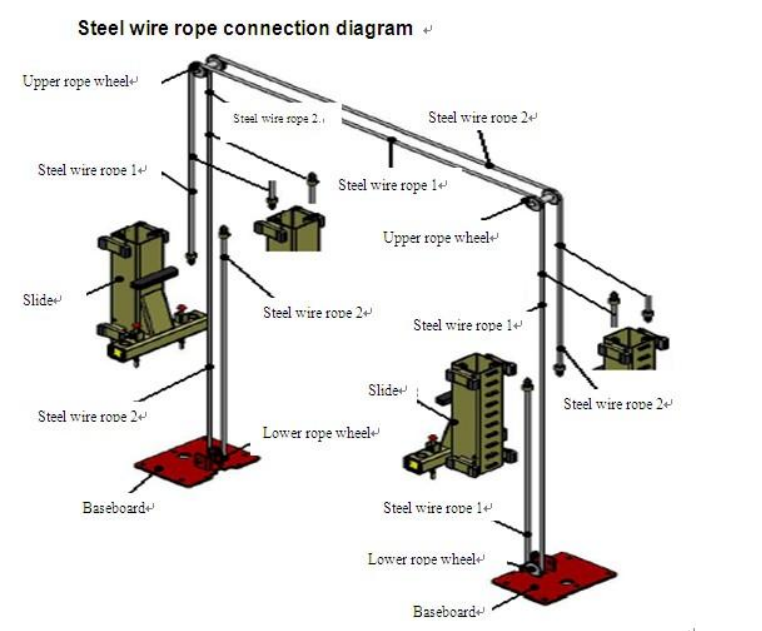 Steel wire rope connection diagram
Upper rope wheel
Steel wire rope 2
Steel wire rope 2
Steel wire rope 1
Steel wire rope 1
Upper rope wheel
Slide
Steel wire rope 2
Steel wire rope 1
Slide
Steel wire rope 2
Steel wire rope 2
Lower rope wheel
Baseboard
Steel wire rope 1
Lower rope wheel
Baseboard